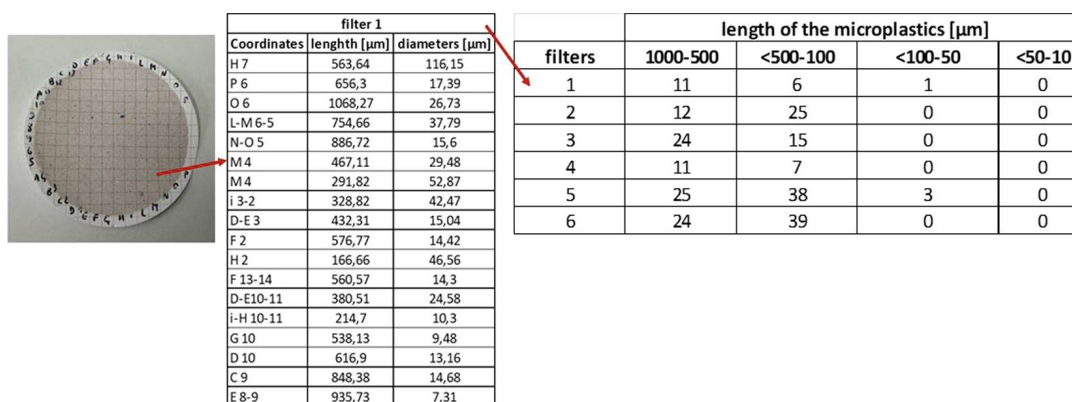 filter 1
Coordinates lenghth [µm] diameters [µm]
H 7 563,64 116,15
P 6 656,3 17,39
O 6 1068,27 26,73
L-M 6-5 754,66 37,79
N-O 5 886,72 15,6
M 4 467,11 29,48
M 4 291,82 52,87
i 3-2 328,82 42,47
D-E 3 432,31 15,04
F 2 576,77 14,42
H 2 166,66 46,56
F 13-14 560,57 14,3
D-E10-11 380,51 24,58
i-H 10-11 214,7 10,3
G 10 538,13 9,48
D 10 616,9 13,16
C 9 848,38 14,68
E 8-9 935,73 7,31
length of the microplastics [µm]
filters 1000-500 <500-100 <100-50 <50-10
1 11 6 1 0
2 12 25 0 0
3 24 15 0 0
4 11 7 0 0
5 25 38 3 0
6 24 39 0 0